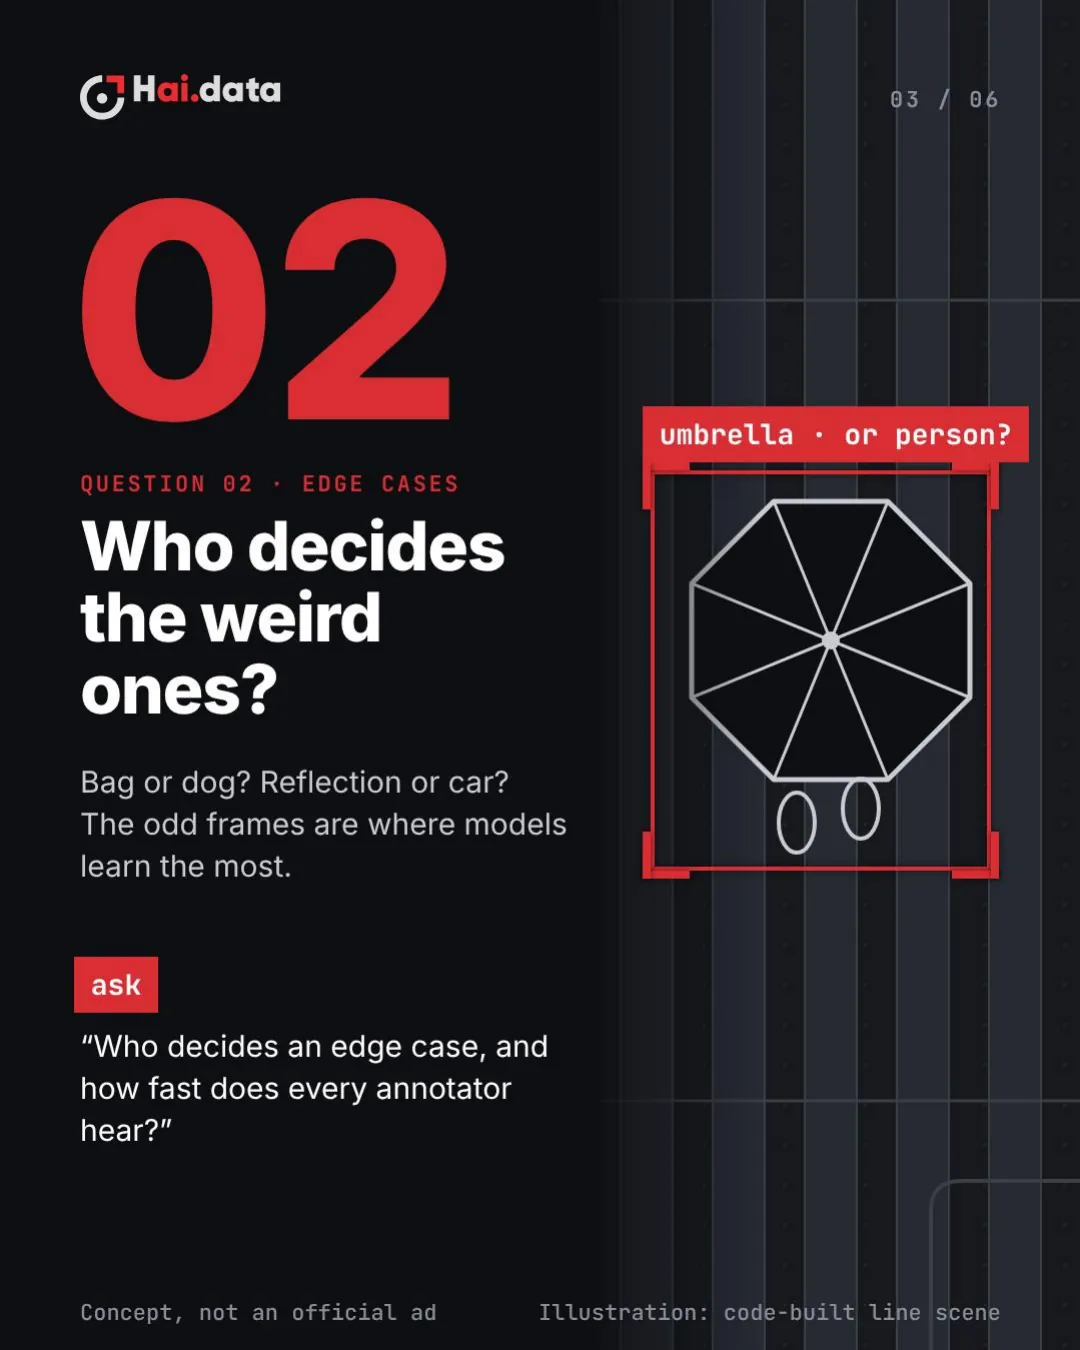 Hai.data
03 / 06
02
QUESTION 02 · EDGE CASES
Who decides
the weird
ones?
Bag or dog? Reflection or car?
The odd frames are where models
learn the most.
ask
“Who decides an edge case, and
how fast does every annotator
hear?”
umbrella · or person?
Concept, not an official ad
Illustration: code-built line scene